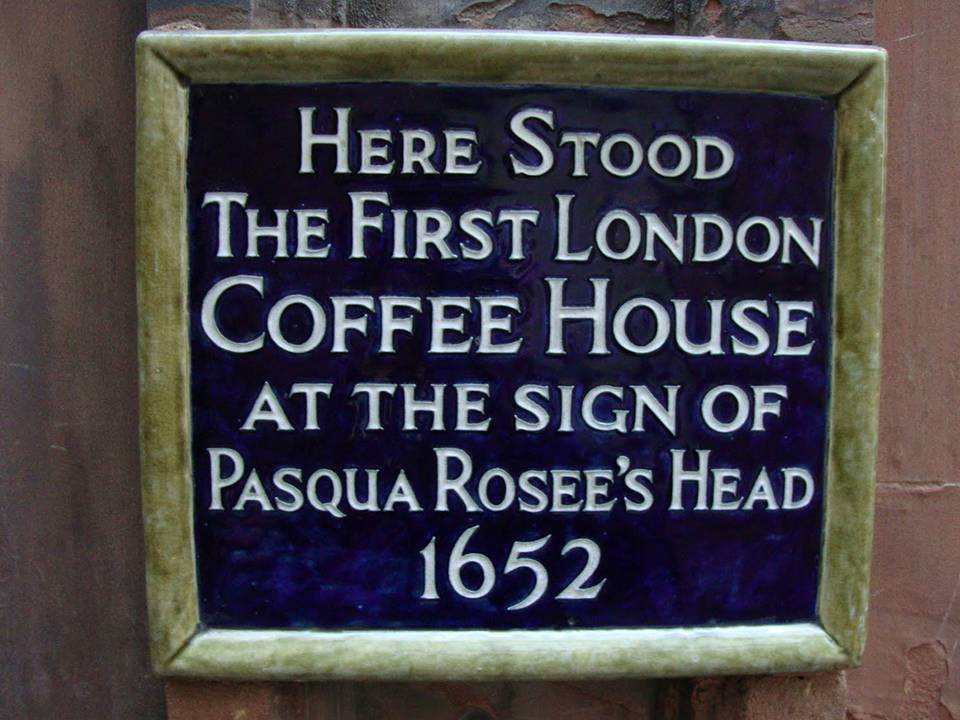 HERE STOOD
THE FIRST LONDON
COFFEE HOUSE
AT THE SIGN OF
PASQUA ROSEE'S HEAD
1652